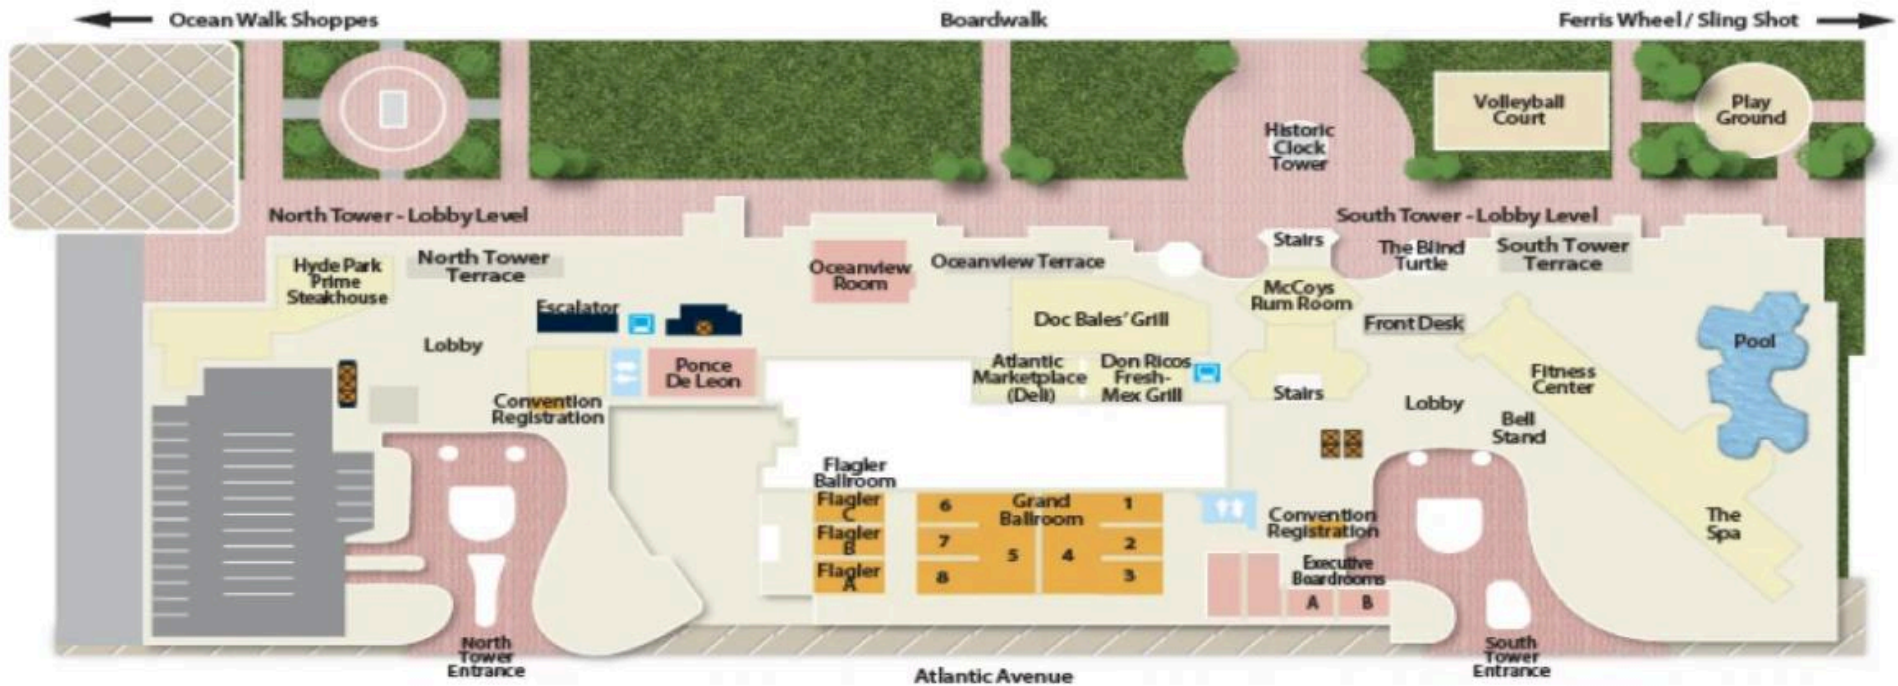 Ocean Walk Shoppes
Boardwalk
Ferris Wheel / Sling Shot
Volleyball
Court
Play
Ground
Historic
Clock
Tower
North Tower - Lobby Level
South Tower - Lobby Level
Hyde Park
Prime
Steakhouse
North Tower
Terrace
Oceanview
Room
Oceanview Terrace
Stairs
The Blind
Turtle
South Tower
Terrace
Escalator
McCoys
Rum Room
Doc Bales' Grill
Front Desk
Pool
Lobby
Ponce
De Leon
Atlantic
Marketplace
(Deli)
Don Ricos
Fresh-
Mex Grill
Stairs
Fitness
Center
Convention
Registration
Lobby
Bell
Stand
Flagler
Ballroom
Flagler
C
Flagler
B
Flagler
A
6
7
8
Grand
Ballroom
5
4
1
2
3
Convention
Registration
The
Spa
Executive
Boardrooms
A
B
North
Tower
Entrance
South
Tower
Entrance
Atlantic Avenue